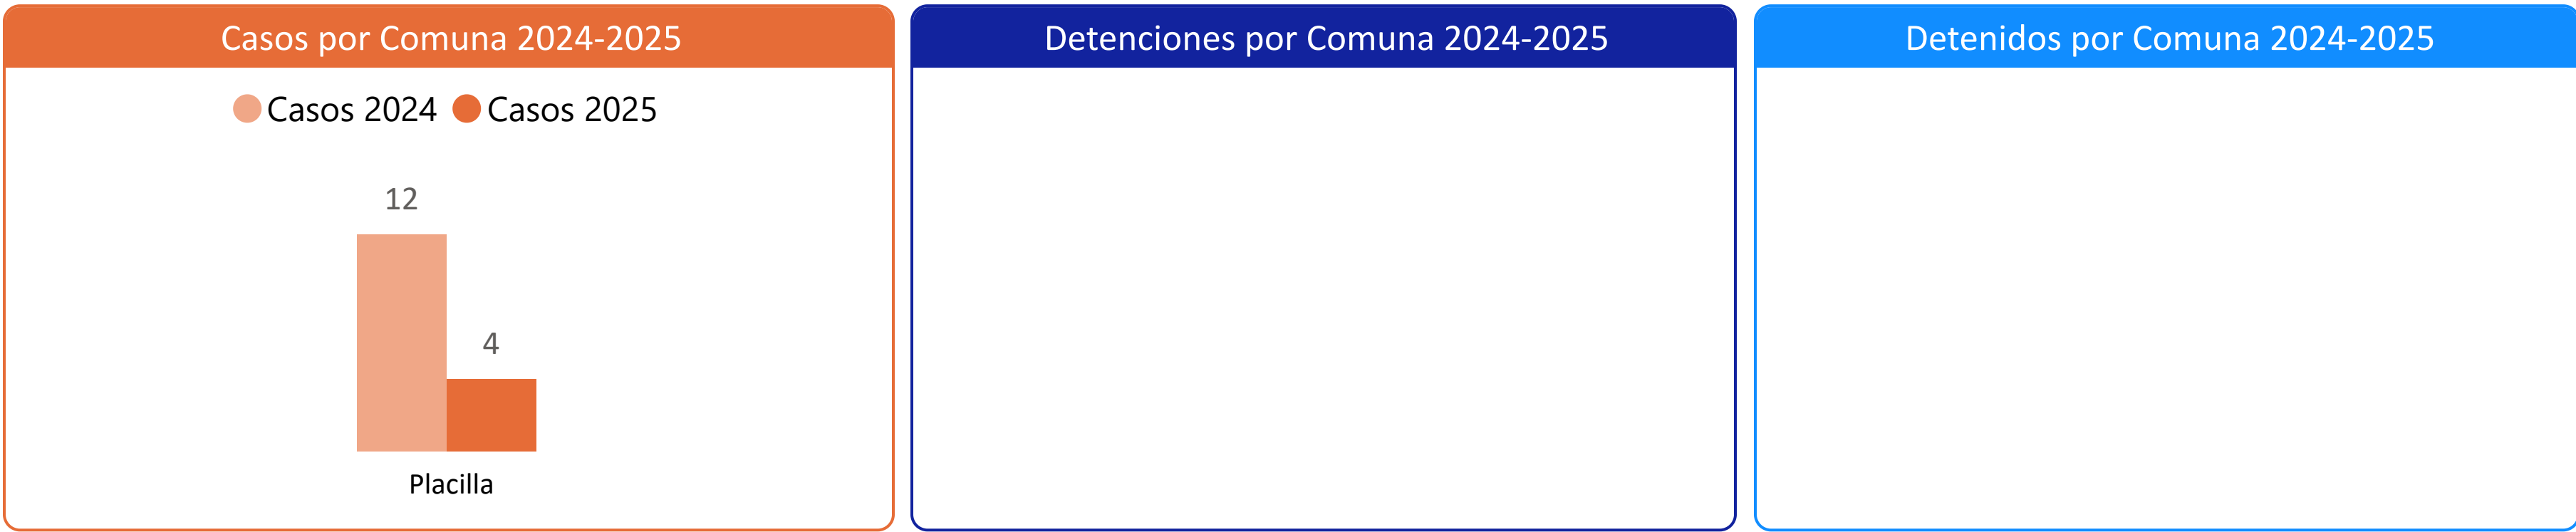 Casos por Comuna 2024-2025
Casos 2024 Casos 2025
12
4
Placilla
Detenciones por Comuna 2024-2025
Detenidos por Comuna 2024-2025